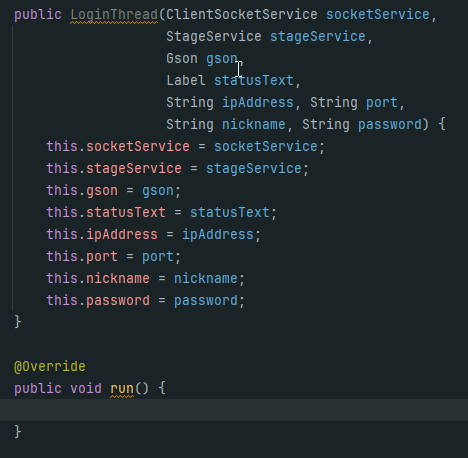 public LoginThread(ClientSocketService socketService,
StageService stageService,
Gson gson,
Label statusText,
String ipAddress, String port,
String nickname, String password) {
this.socketService = socketService;
this.stageService = stageService;
this.gson = gson;
this.statusText = statusText;
this.ipAddress = ipAddress;
this.port = port;
this.nickname = nickname;
this.password = password;
}
@Override
public void run() {
}